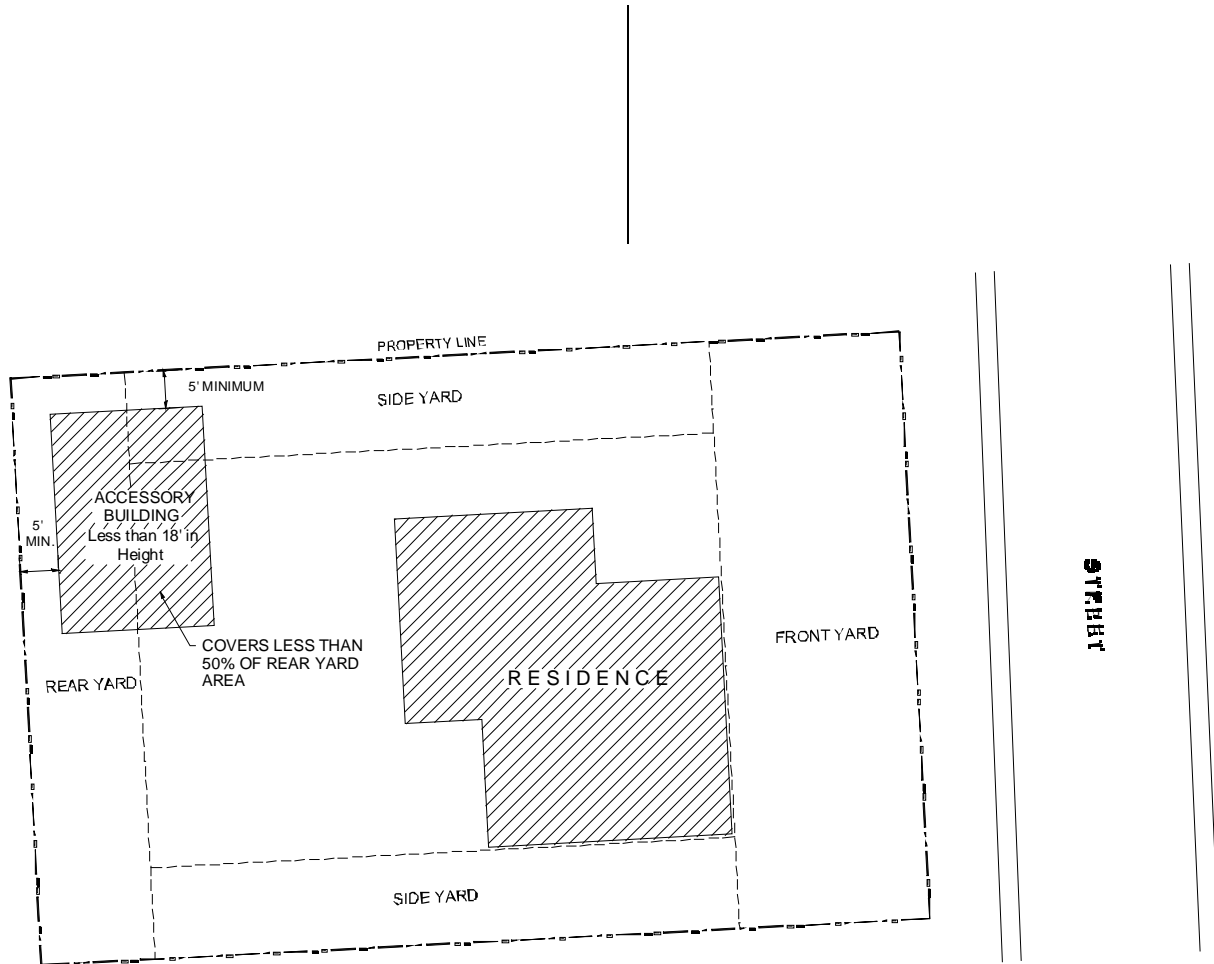 PROPERTY LINE
5' MINIMUM
SIDE YARD
ACCESSORY
BUILDING
Less than 18' in
Height
5'
MIN.
COVERS LESS THAN
50% OF REAR YARD
AREA
REAR YARD
RESIDENCE
FRONT YARD
STREET
SIDE YARD